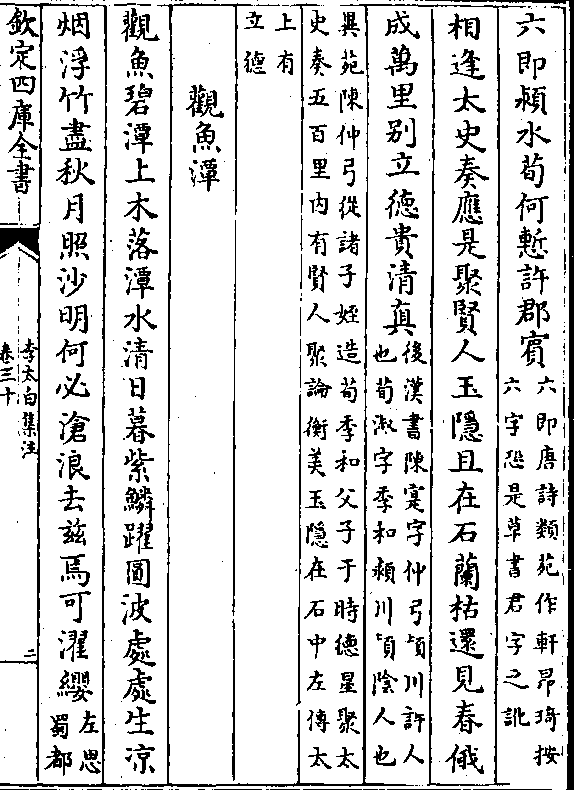 六即潁水荀何慙許郡賓
六即唐詩類苑作軒昂琦按
六字恐是草書君字之訛
相逢太史奏應是聚賢人玉隱且在石蘭枯還見春俄
成萬里别立德貴清真
後漢書陳寔字仲弓潁川許人
也荀淑字季和潁川潁陰人也
異苑陳仲弓從諸子姪造荀季和父子于時德星聚太
史奏五百里内有賢人聚論衡美玉隱在石中左傳太
上有
立德
觀魚潭
觀魚碧潭上木落潭水清日暮紫鱗躍圓波處處生凉
烟浮竹盡秋月照沙明何必滄浪去兹焉可濯纓
左思
蜀都
欽定四庫全書
李太白集注
卷三十
二